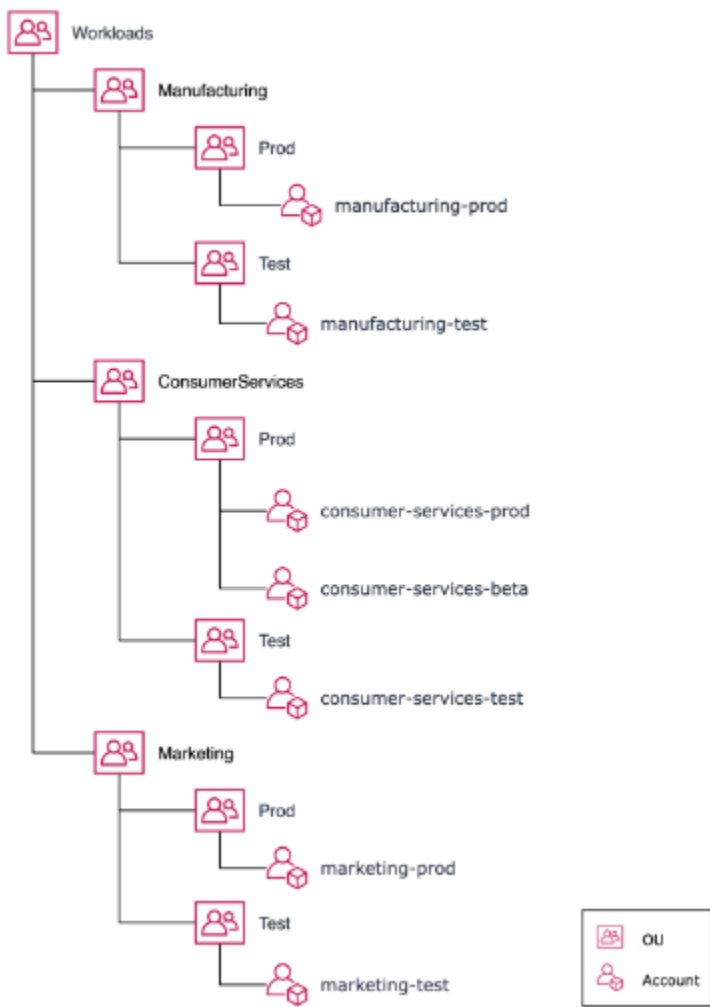 Workloads
Manufacturing
Prod
manufacturing-prod
Test
manufacturing-test
ConsumerServices
Prod
consumer-services-prod
consumer-services-beta
Test
consumer-services-test
Marketing
Prod
marketing-prod
Test
marketing-test
OU
Account